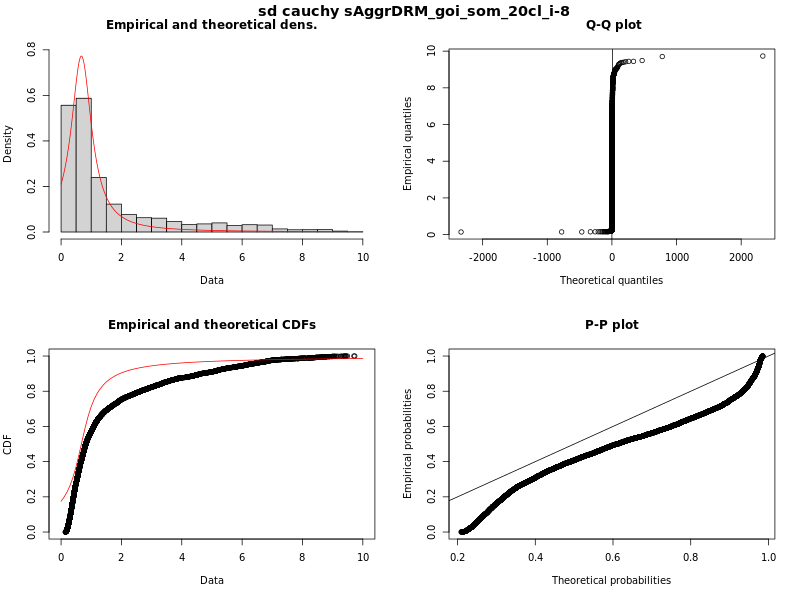 sd cauchy sAggrDRM_goi_som_20cl_i-8
Empirical and theoretical dens.
Density
0.0 0.2 0.4 0.6 0.8
0 2 4 6 8 10
Data
Q-Q plot
Empirical quantiles
0 2 4 6 8 10
-2000 -1000 0 1000 2000
Theoretical quantiles
Empirical and theoretical CDFs
CDF
0.0 0.2 0.4 0.6 0.8 1.0
0 2 4 6 8 10
Data
P-P plot
Empirical probabilities
0.0 0.2 0.4 0.6 0.8 1.0
0.2 0.4 0.6 0.8 1.0
Theoretical probabilities